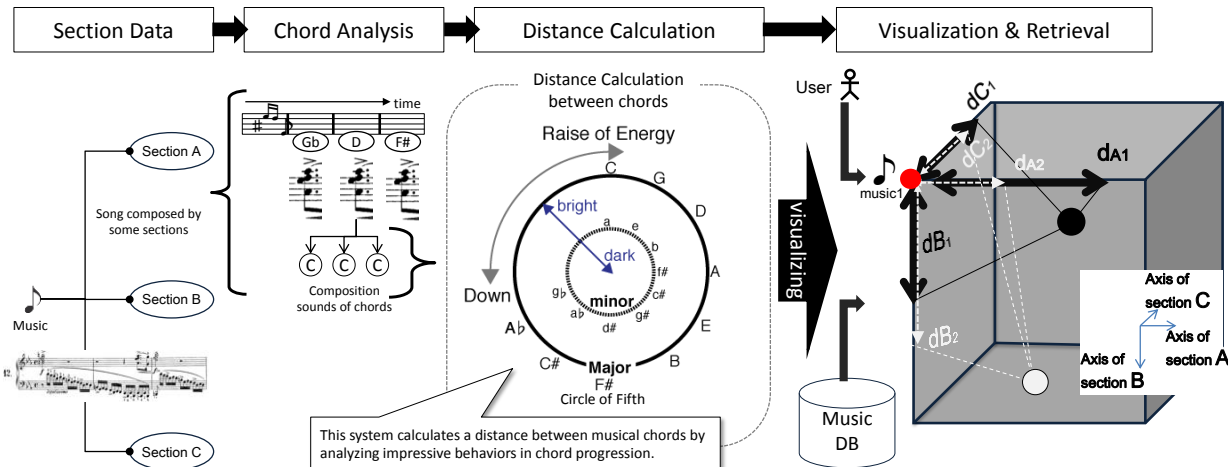 Section Data
Chord Analysis
Distance Calculation
Visualization & Retrieval
Section A
Song composed by
some sections
Section B
Music
12.
Section C
time
Gb
D
F#
C
C
C
Composition
sounds of chords
Distance Calculation
between chords
Raise of Energy
Down
bright
dark
C
G
D
A
E
B
F#
C#
A♭
a
e
b
f#
c#
g#
d#
a♭
g♭
minor
Major
Circle of Fifth
This system calculates a distance between musical chords by
analyzing impressive behaviors in chord progression.
visualizing
User
music1
Music
DB
dC1
dC2
dA2
dA1
dB1
dB2
Axis of
section C
Axis of
section A
Axis of
section B